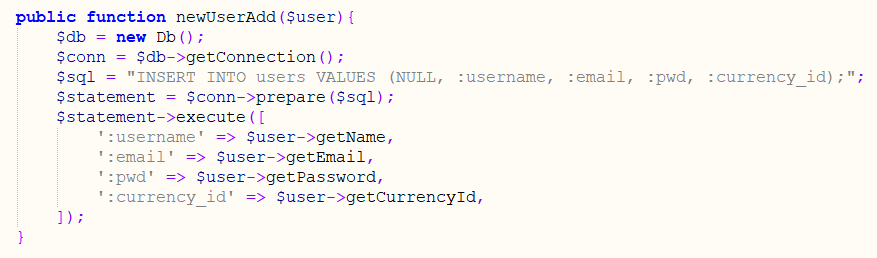 public function newUserAdd($user){
    $db = new Db();
    $conn = $db->getConnection();
    $sql = "INSERT INTO users VALUES (NULL, :username, :email, :pwd, :currency_id);";
    $statement = $conn->prepare($sql);
    $statement->execute([
        ':username' => $user->getName,
        ':email' => $user->getEmail,
        ':pwd' => $user->getPassword,
        ':currency_id' => $user->getCurrencyId,
    ]);
}